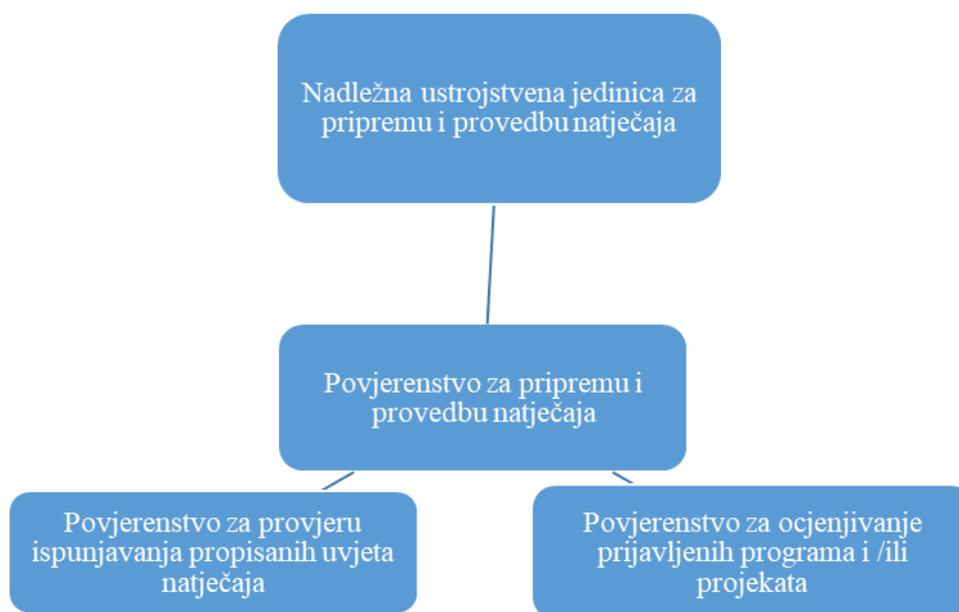 Nadležna ustrojstvena jedinica za
pripremu i provedbu natječaja
Povjerenstvo za pripremu i
provedbu natječaja
Povjerenstvo za provjeru
ispunjavanja propisanih uvjeta
natječaja
Povjerenstvo za ocjenjivanje
prijavljenih programa i /ili
projekata